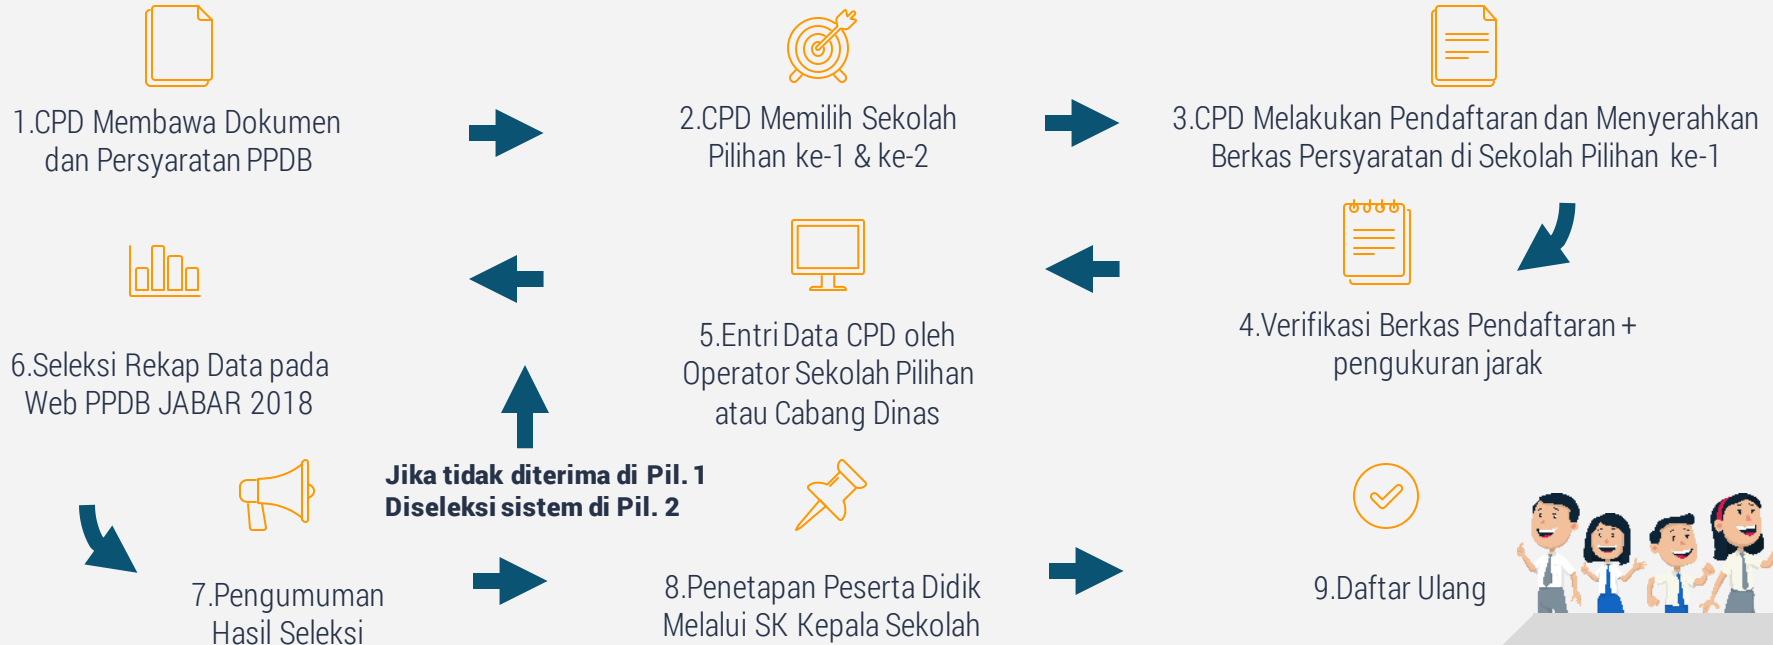 1.CPD Membawa Dokumen
dan Persyaratan PPDB
2.CPD Memilih Sekolah
Pilihan ke-1 & ke-2
3.CPD Melakukan Pendaftaran dan Menyerahkan
Berkas Persyaratan di Sekolah Pilihan ke-1
4.Verifikasi Berkas Pendaftaran +
pengukuran jarak
5.Entri Data CPD oleh
Operator Sekolah Pilihan
atau Cabang Dinas
6.Seleksi Rekap Data pada
Web PPDB JABAR 2018
Jika tidak diterima di Pil. 1
Diseleksi sistem di Pil. 2
7.Pengumuman
Hasil Seleksi
8.Penetapan Peserta Didik
Melalui SK Kepala Sekolah
9.Daftar Ulang